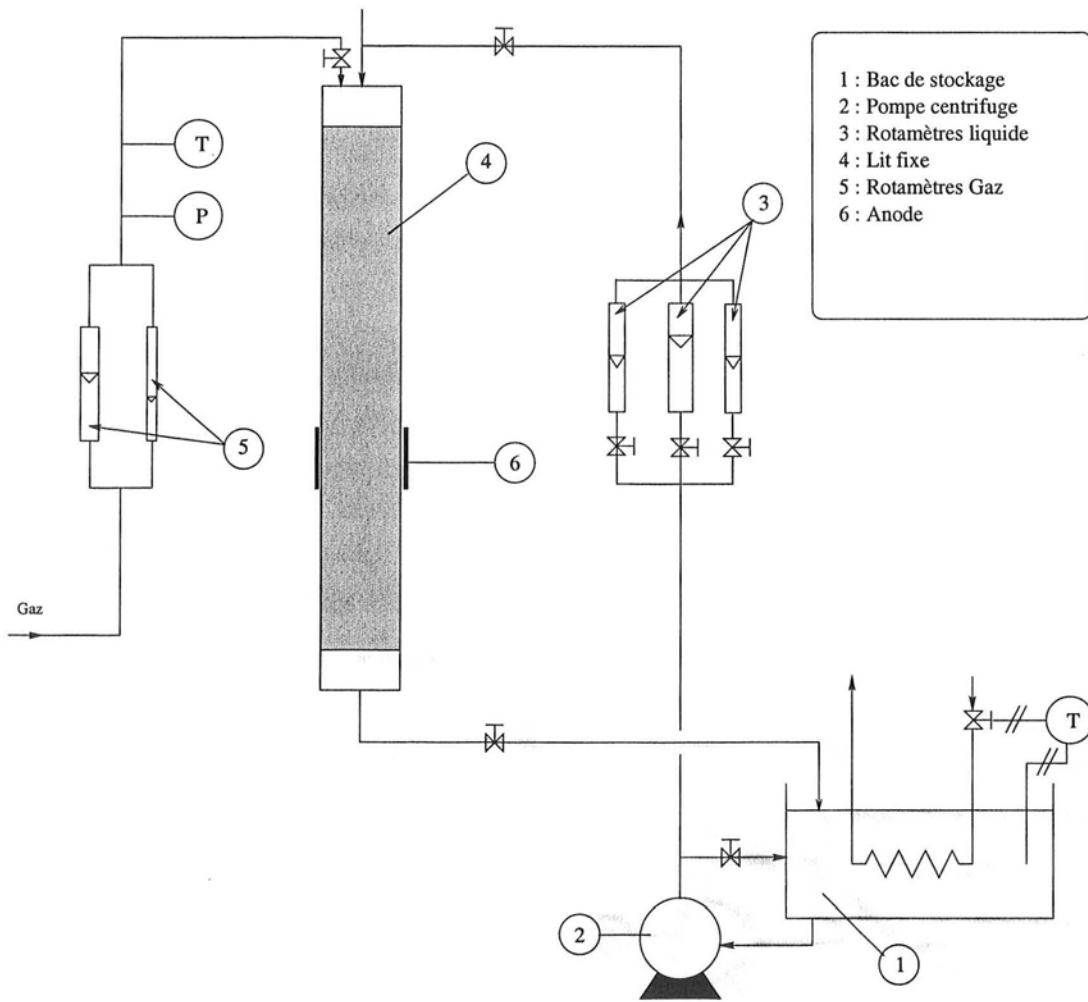 1 : Bac de stockage
2 : Pompe centrifuge
3 : Rotamètres liquide
4 : Lit fixe
5 : Rotamètres Gaz
6 : Anode
T
P
4
3
5
6
Gaz
T
2
1